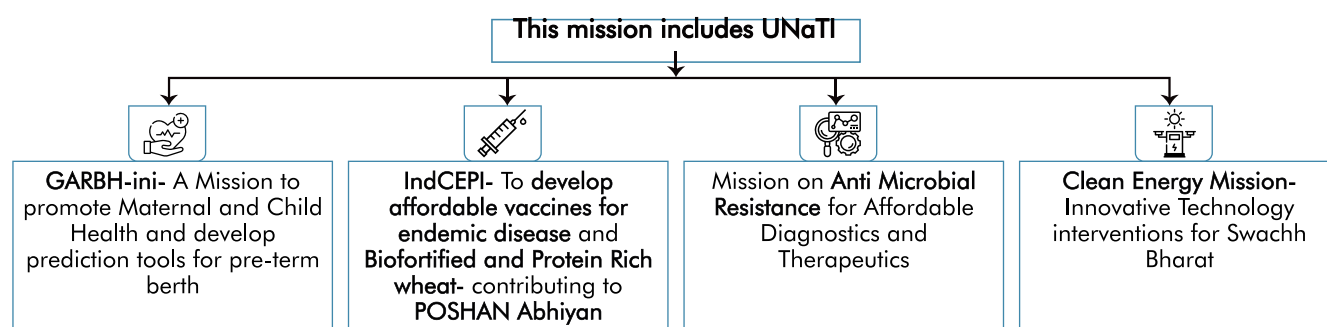 This mission includes UNaTI
GARBH-ini- A Mission to
promote Maternal and Child
Health and develop
prediction tools for pre-term
berth
IndCEPI- To develop
affordable vaccines for
endemic disease and
Biofortified and Protein Rich
wheat- contributing to
POSHAN Abhiyan
Mission on Anti Microbial
Resistance for Affordable
Diagnostics and
Therapeutics
Clean Energy Mission-
Innovative Technology
interventions for Swachh
Bharat